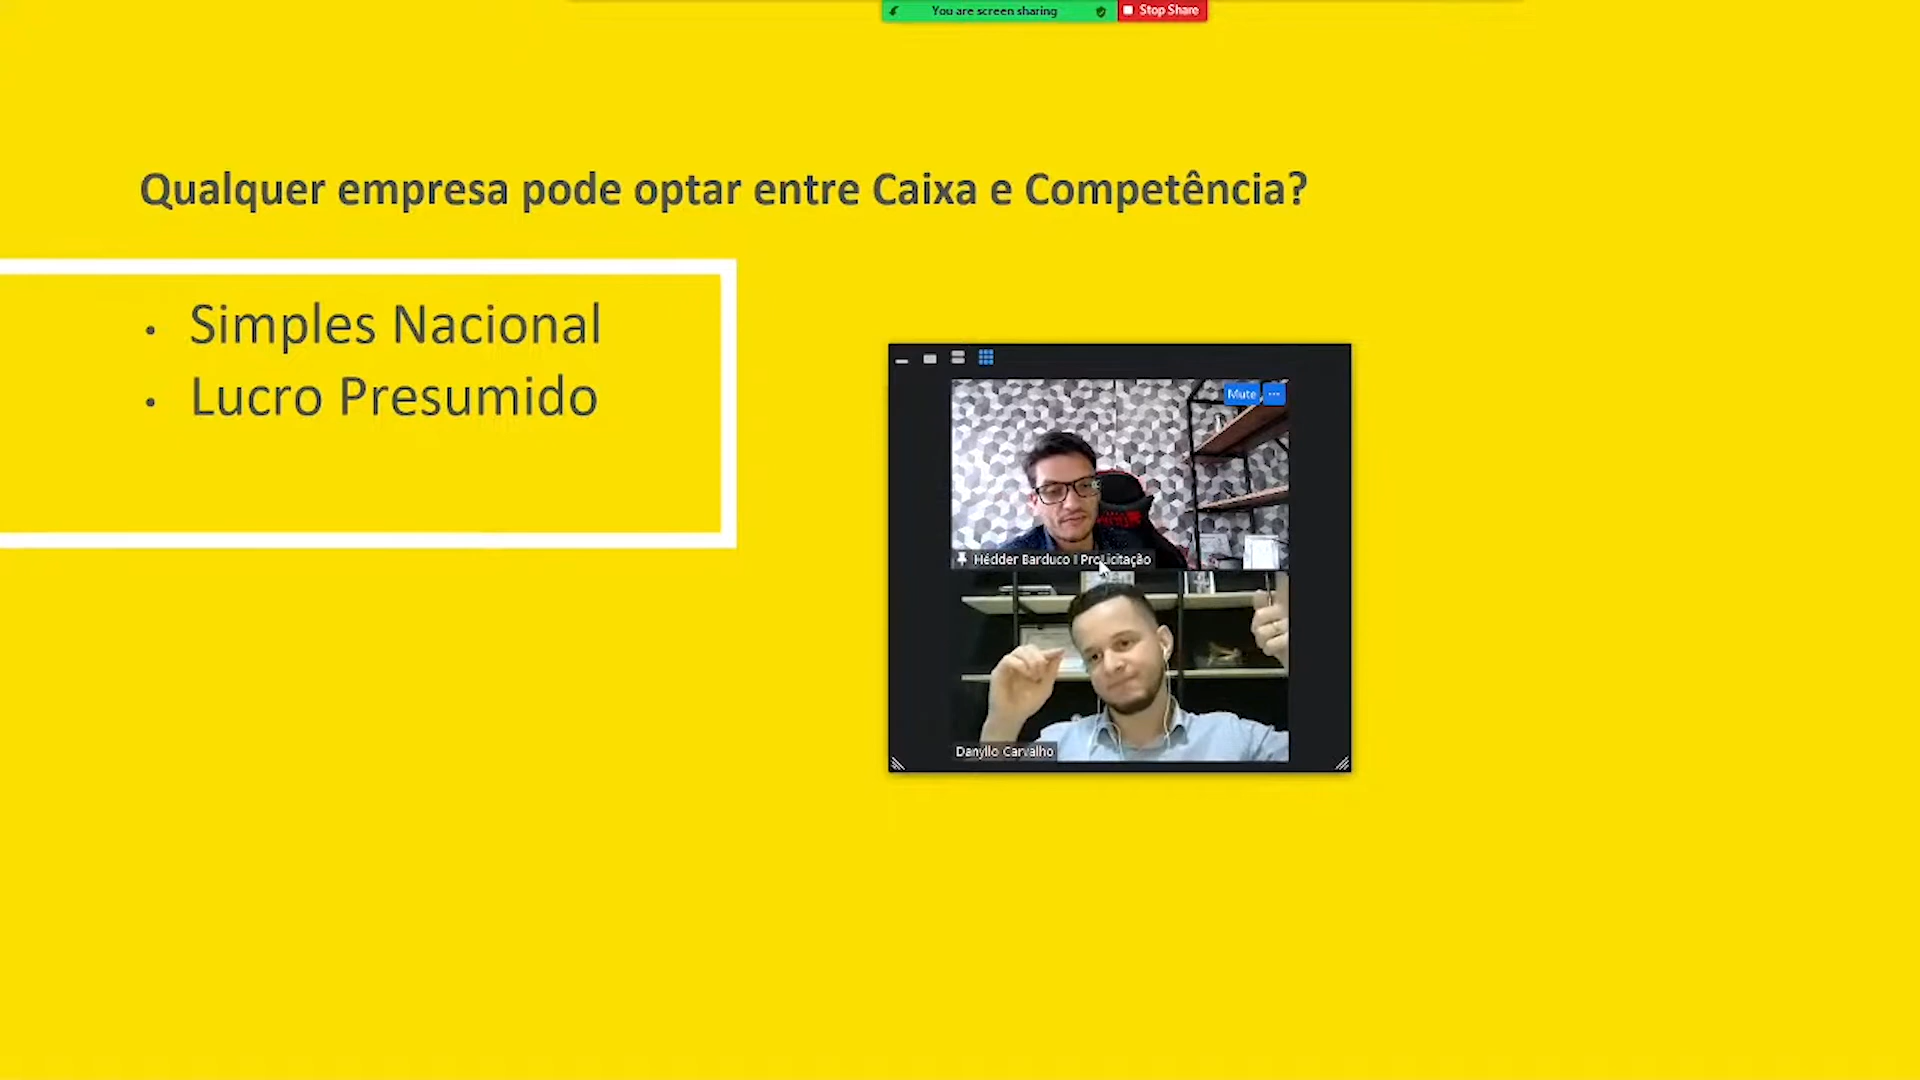 You are screen sharing
Stop Share
Qualquer empresa pode optar entre Caixa e Competência?
• Simples Nacional
• Lucro Presumido
Mute
Hédder Barduco I ProLicitação
Danyllo Carvalho